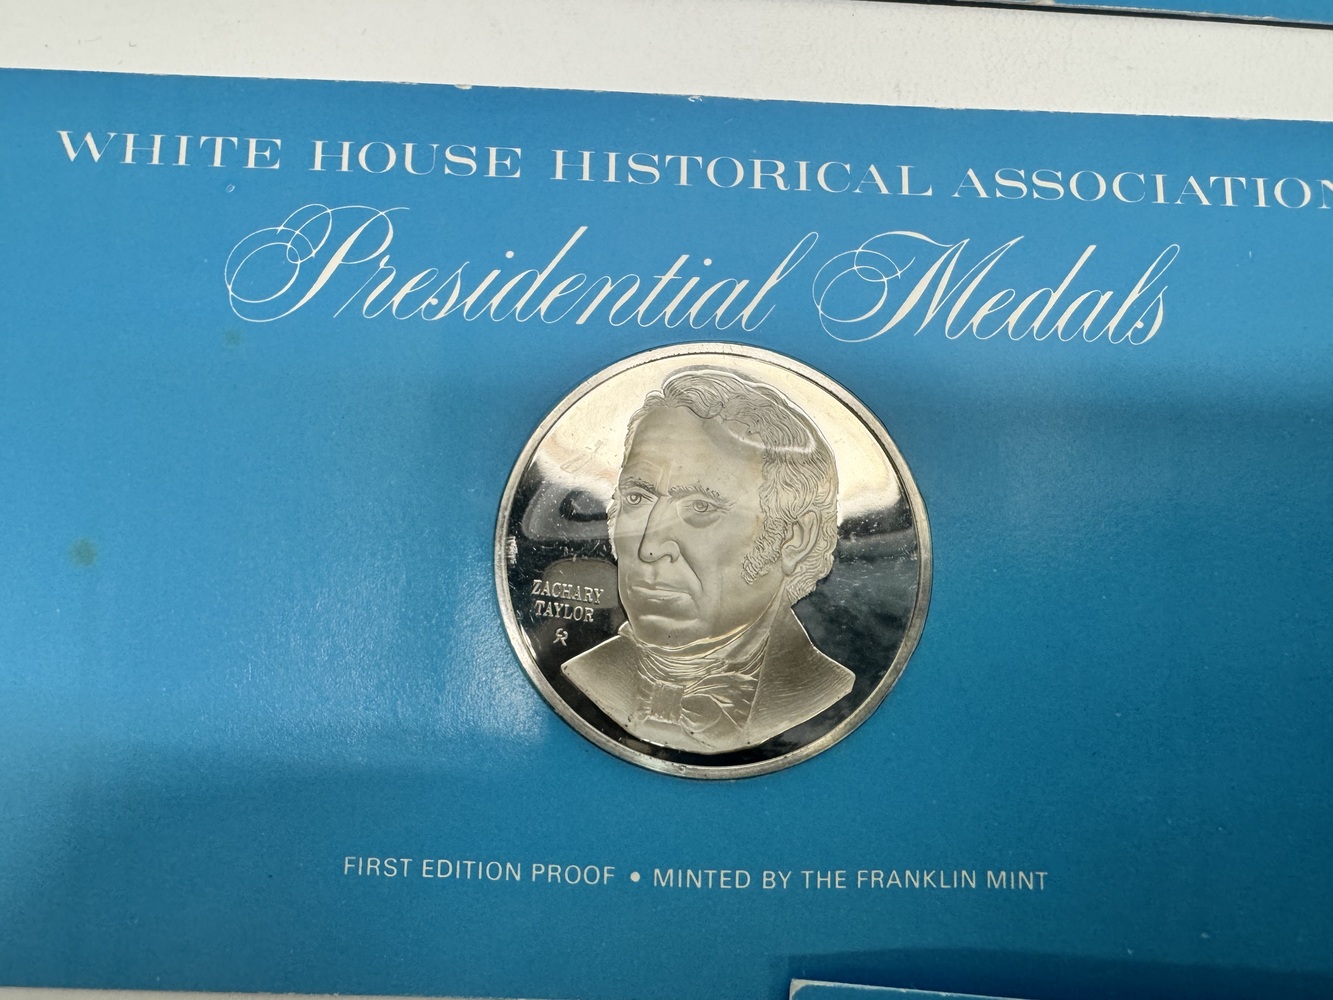 WHITE HOUSE HISTORICAL ASSOCIATION
Presidential Medals
ZACHARY
TAYLOR
FIRST EDITION PROOF • MINTED BY THE FRANKLIN MINT